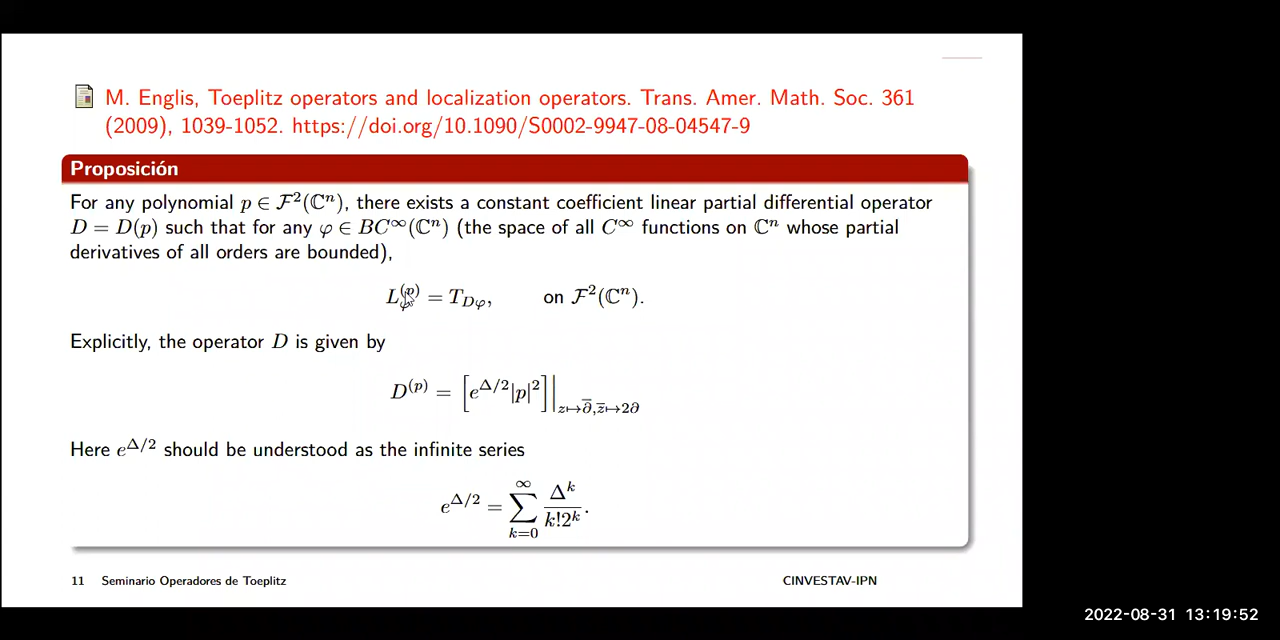 M. Englis, Toeplitz operators and localization operators. Trans. Amer. Math. Soc. 361
(2009), 1039-1052. https://doi.org/10.1090/S0002-9947-08-04547-9
Proposición
For any polynomial p ∈ 𝓕²(ℂⁿ), there exists a constant coefficient linear partial differential operator
D = D(p) such that for any φ ∈ BC^∞(ℂⁿ) (the space of all C^∞ functions on ℂⁿ whose partial
derivatives of all orders are bounded),
L_φ^{(p)} = T_{Dφ}, on 𝓕²(ℂⁿ).
Explicitly, the operator D is given by
D^{(p)} = [e^{Δ/2}|p|²]|_{z↦∂̄, z̄↦2∂}
Here e^{Δ/2} should be understood as the infinite series
e^{Δ/2} = ∑_{k=0}^{∞} Δ^k / k!2^k .
11 Seminario Operadores de Toeplitz CINVESTAV-IPN
2022-08-31 13:19:52